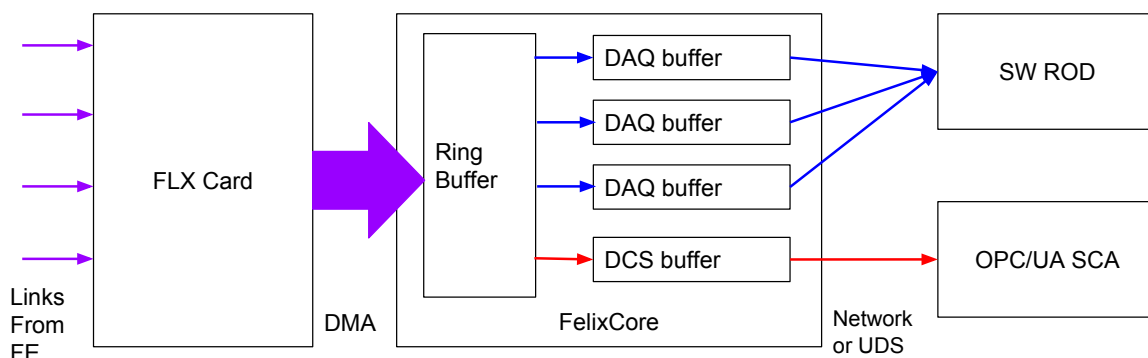 DAQ buffer
DAQ buffer
DAQ buffer
DCS buffer
Ring
Buffer
FLX Card
SW ROD
OPC/UA SCA
Links
From
FE
DMA
FelixCore
Network
or UDS